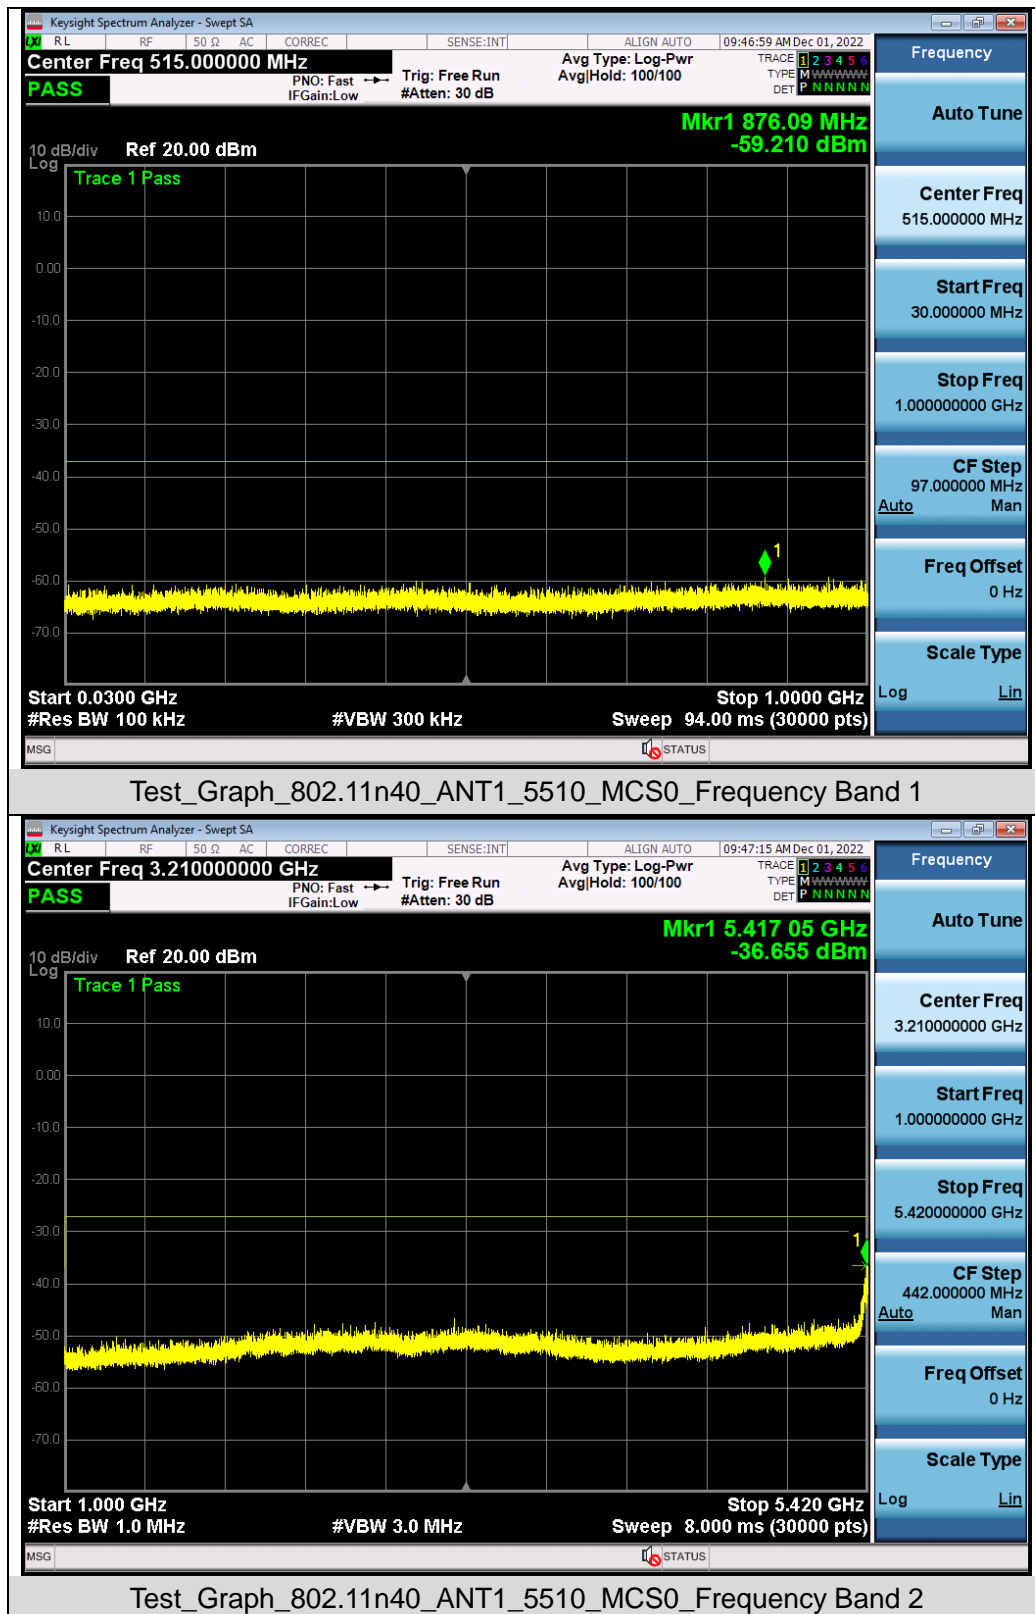 Keysight Spectrum Analyzer - Swept SA
LXI RL RF 50 Ω AC CORREC SENSE:INT ALIGN AUTO 09:46:59 AM Dec 01, 2022
Center Freq 515.000000 MHz
PASS
PNO: Fast
IFGain:Low
Trig: Free Run
#Atten: 30 dB
Avg Type: Log-Pwr
Avg|Hold: 100/100
TRACE 1 2 3 4 5 6
TYPE M WWWWW
DET P N N N N N
Mkr1 876.09 MHz
-59.210 dBm
10 dB/div Ref 20.00 dBm
Log
Trace 1 Pass
10.0
0.00
-10.0
-20.0
-30.0
-40.0
-50.0
-60.0
-70.0
1
Start 0.0300 GHz Stop 1.0000 GHz
#Res BW 100 kHz #VBW 300 kHz Sweep 94.00 ms (30000 pts)
MSG STATUS
Frequency
Auto Tune
Center Freq
515.000000 MHz
Start Freq
30.000000 MHz
Stop Freq
1.000000000 GHz
CF Step
97.000000 MHz
Auto Man
Freq Offset
0 Hz
Scale Type
Log Lin
Test_Graph_802.11n40_ANT1_5510_MCS0_Frequency Band 1
Keysight Spectrum Analyzer - Swept SA
LXI RL RF 50 Ω AC CORREC SENSE:INT ALIGN AUTO 09:47:15 AM Dec 01, 2022
Center Freq 3.210000000 GHz
PASS
PNO: Fast
IFGain:Low
Trig: Free Run
#Atten: 30 dB
Avg Type: Log-Pwr
Avg|Hold: 100/100
TRACE 1 2 3 4 5 6
TYPE M WWWWW
DET P N N N N N
Mkr1 5.417 05 GHz
-36.655 dBm
10 dB/div Ref 20.00 dBm
Log
Trace 1 Pass
10.0
0.00
-10.0
-20.0
-30.0
-40.0
-50.0
-60.0
-70.0
1
Start 1.000 GHz Stop 5.420 GHz
#Res BW 1.0 MHz #VBW 3.0 MHz Sweep 8.000 ms (30000 pts)
MSG STATUS
Frequency
Auto Tune
Center Freq
3.210000000 GHz
Start Freq
1.000000000 GHz
Stop Freq
5.420000000 GHz
CF Step
442.000000 MHz
Auto Man
Freq Offset
0 Hz
Scale Type
Log Lin
Test_Graph_802.11n40_ANT1_5510_MCS0_Frequency Band 2